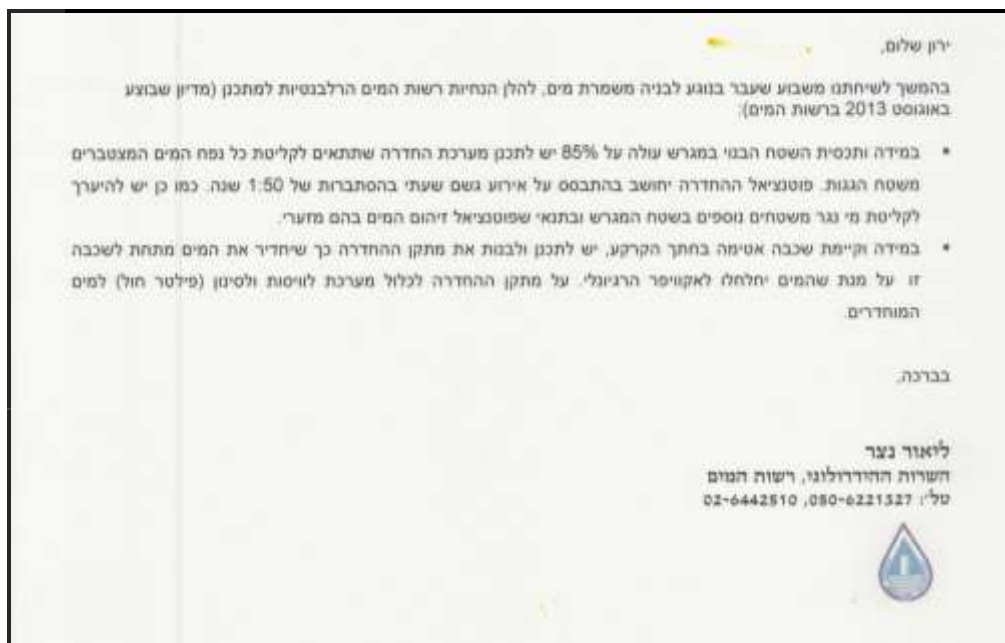 ירון שלום,
בהמשך לשיחתנו משבוע שעבר בנוגע לבניה משמרת מים, להלן הנחיות רשות המים הרלבנטיות למתכנן (מדיון שבוצע
באוגוסט 2013 ברשות המים):
• במידה ותכסית השטח הבנוי במגרש עולה על 85% יש לתכנן מערכת החדרה שתתאים לקליטת כל נפח המים המצטברים
משטח הגגות. פוטנציאל ההחדרה יחושב בהתבסס על אירוע גשם שעתי בהסתברות של 1:50 שנה. כמו כן יש להיערך
לקליטת מי נגר משטחים נוספים בשטח המגרש ובתנאי שפוטנציאל זיהום המים בהם מזערי.
• במידה וקיימת שכבה אטימה בחתך הקרקע, יש לתכנן ולבנות את מתקן ההחדרה כך שיחדיר את המים מתחת לשכבה
זו על מנת שהמים יחלחלו לאקוויפר הרגיונלי. על מתקן ההחדרה לכלול מערכת לוויסות ולסינון (פילטר חול) למים
המוחדרים.
בברכה,
ליאור נצר
השרות ההידרולוגי, רשות המים
טל': 050-6221327, 02-6442510